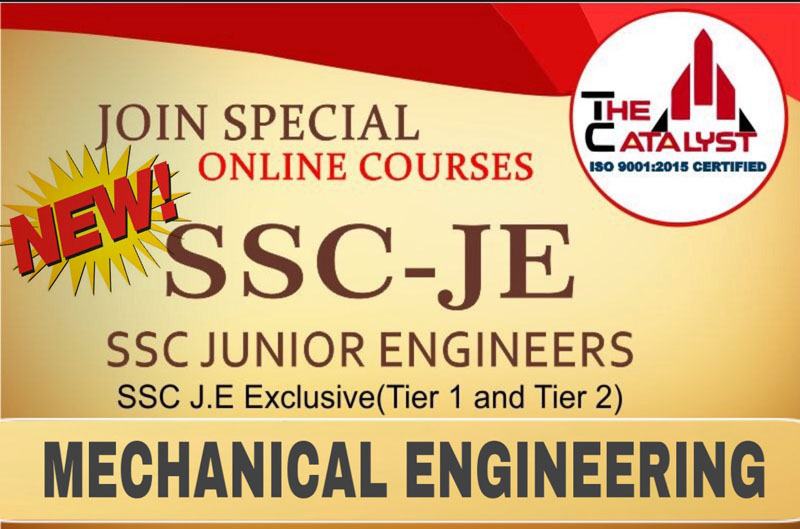 JOIN SPECIAL
ONLINE COURSES
NEW!
SSC-JE
SSC JUNIOR ENGINEERS
SSC J.E Exclusive(Tier 1 and Tier 2)
MECHANICAL ENGINEERING
THE
CATALYST
ISO 9001:2015 CERTIFIED